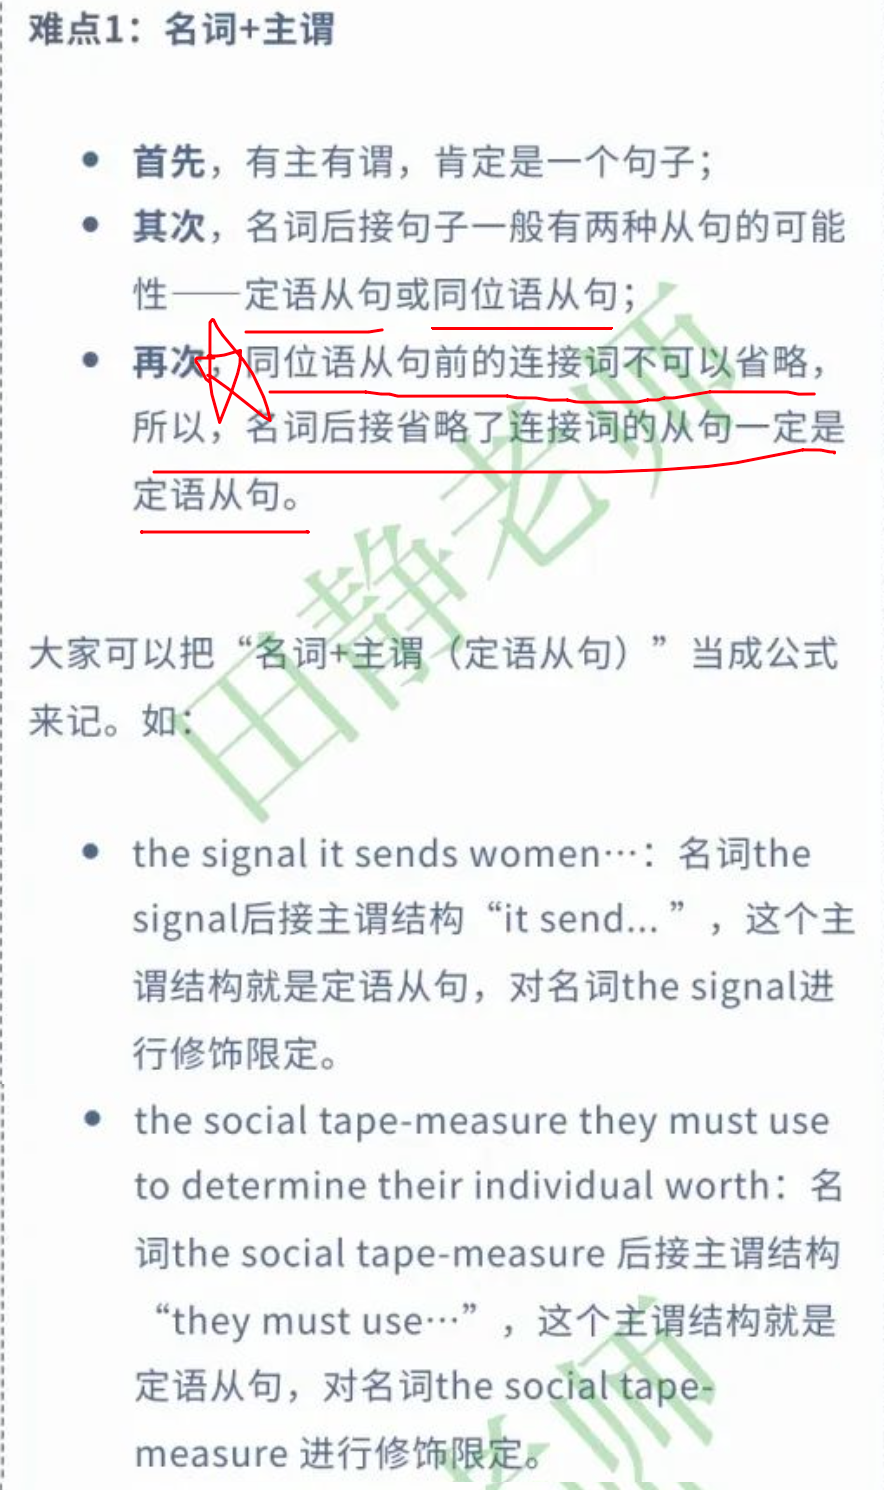 难点1：名词+主谓
首先，有主有谓，肯定是一个句子；
其次，名词后接句子一般有两种从句的可能
性——定语从句或同位语从句；
再次，同位语从句前的连接词不可以省略，
所以，名词后接省略了连接词的从句一定是
定语从句。
大家可以把“名词+主谓（定语从句）”当成公式
来记。如：
the signal it sends women…：名词the
signal后接主谓结构“it send...”，这个主
谓结构就是定语从句，对名词the signal进
行修饰限定。
the social tape-measure they must use
to determine their individual worth：名
词the social tape-measure 后接主谓结构
“they must use…”，这个主谓结构就是
定语从句，对名词the social tape-
measure 进行修饰限定。
田静老师
老师